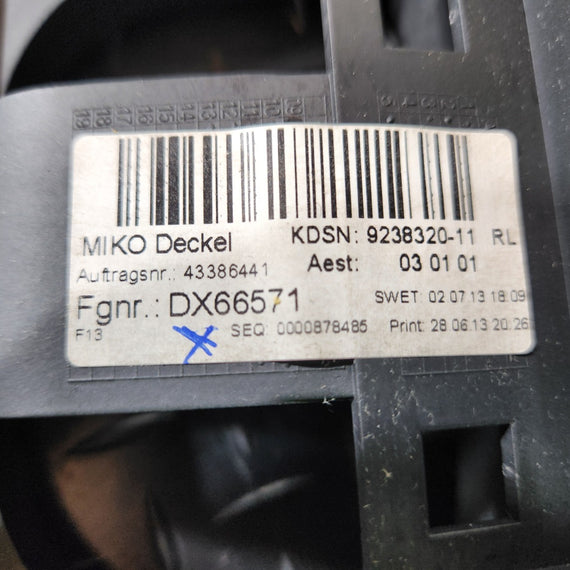 MIKO Deckel KDSN: 9238320-11 RL
Auftragsnr.: 43386441 Aest: 03 01 01
Fgnr.: DX66571 SWET: 02.07.13 18:09
F13 SEQ: 0000878485 Print: 28.06.13 20:26